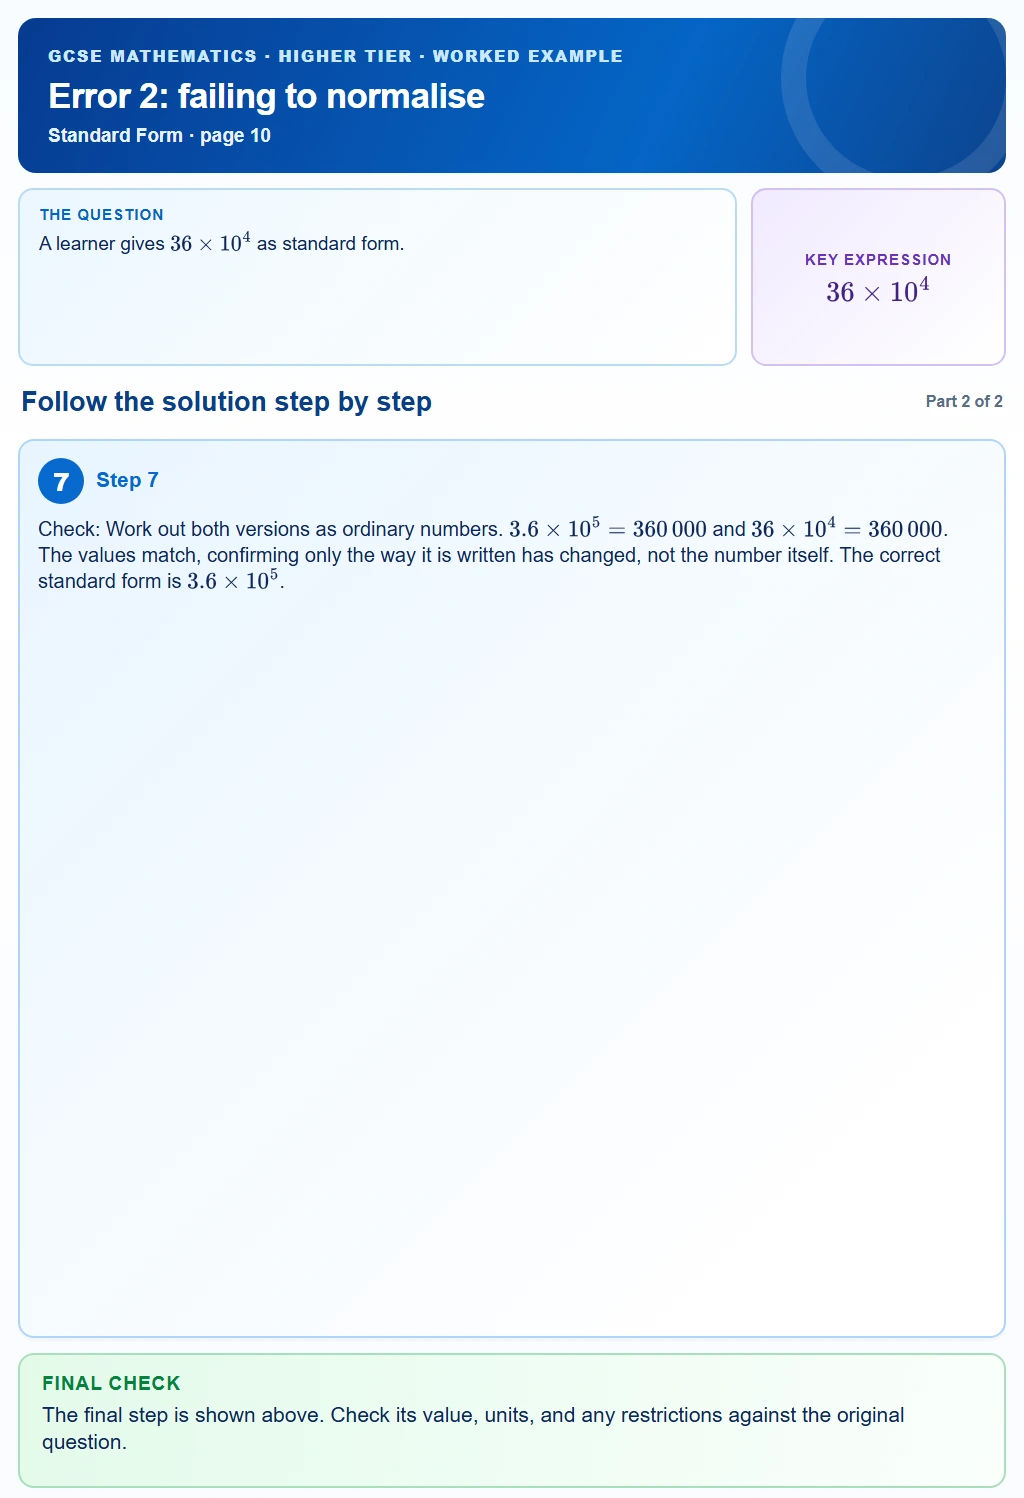 GCSE MATHEMATICS · HIGHER TIER · WORKED EXAMPLE
Error 2: failing to normalise
Standard Form · page 10
THE QUESTION
A learner gives 36 × 10⁴ as standard form.
KEY EXPRESSION
36 × 10⁴
Follow the solution step by step
Part 2 of 2
7 Step 7
Check: Work out both versions as ordinary numbers. 3.6 × 10⁵ = 360 000 and 36 × 10⁴ = 360 000.
The values match, confirming only the way it is written has changed, not the number itself. The correct
standard form is 3.6 × 10⁵.
FINAL CHECK
The final step is shown above. Check its value, units, and any restrictions against the original
question.